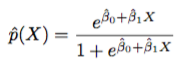 p̂(X) = e^{β̂₀+β̂₁X} / (1 + e^{β̂₀+β̂₁X})